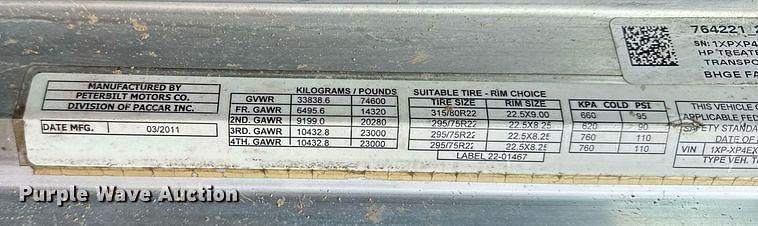 764221_
SN: 1XPXP4
HP TBEATE
TRANSPO
BHGE FA
MANUFACTURED BY
PETERBILT MOTORS CO.
DIVISION OF PACCAR INC.
DATE MFG. 03/2011
KILOGRAMS / POUNDS
GVWR 33838.6 74600
FR. GAWR 6495.6 14320
2ND. GAWR 9199.0 20280
3RD. GAWR 10432.8 23000
4TH. GAWR 10432.8 23000
SUITABLE TIRE - RIM CHOICE
TIRE SIZE RIM SIZE
315/80R22 22.5X9.00
295/75R22 22.5X8.25
295/75R22 22.5X8.25
295/75R22 22.5X8.25
LABEL 22-01467
KPA COLD PSI
660 95
620 90
760 110
760 110
THIS VEHICLE
APPLICABLE FED
SAFETY STANDA
DATE OF
VIN 1XP-XP4EX
TYPE VEH. T
Purple Wave Auction